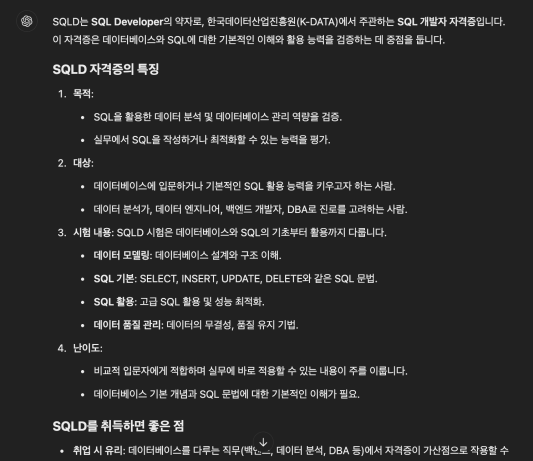 SQLD는 SQL Developer의 약자로, 한국데이터산업진흥원(K-DATA)에서 주관하는 SQL 개발자 자격증입니다.
이 자격증은 데이터베이스와 SQL에 대한 기본적인 이해와 활용 능력을 검증하는 데 중점을 둡니다.
SQLD 자격증의 특징
1. 목적:
• SQL을 활용한 데이터 분석 및 데이터베이스 관리 역량을 검증.
• 실무에서 SQL을 작성하거나 최적화할 수 있는 능력을 평가.
2. 대상:
• 데이터베이스에 입문하거나 기본적인 SQL 활용 능력을 키우고자 하는 사람.
• 데이터 분석가, 데이터 엔지니어, 백엔드 개발자, DBA로 진로를 고려하는 사람.
3. 시험 내용: SQLD 시험은 데이터베이스와 SQL의 기초부터 활용까지 다룹니다.
• 데이터 모델링: 데이터베이스 설계와 구조 이해.
• SQL 기본: SELECT, INSERT, UPDATE, DELETE와 같은 SQL 문법.
• SQL 활용: 고급 SQL 활용 및 성능 최적화.
• 데이터 품질 관리: 데이터의 무결성, 품질 유지 기법.
4. 난이도:
• 비교적 입문자에게 적합하며 실무에 바로 적용할 수 있는 내용이 주를 이룹니다.
• 데이터베이스 기본 개념과 SQL 문법에 대한 기본적인 이해가 필요.
SQLD를 취득하면 좋은 점
• 취업 시 유리: 데이터베이스를 다루는 직무 데이터 분석, DBA 등)에서 자격증이 가산점으로 작용할 수